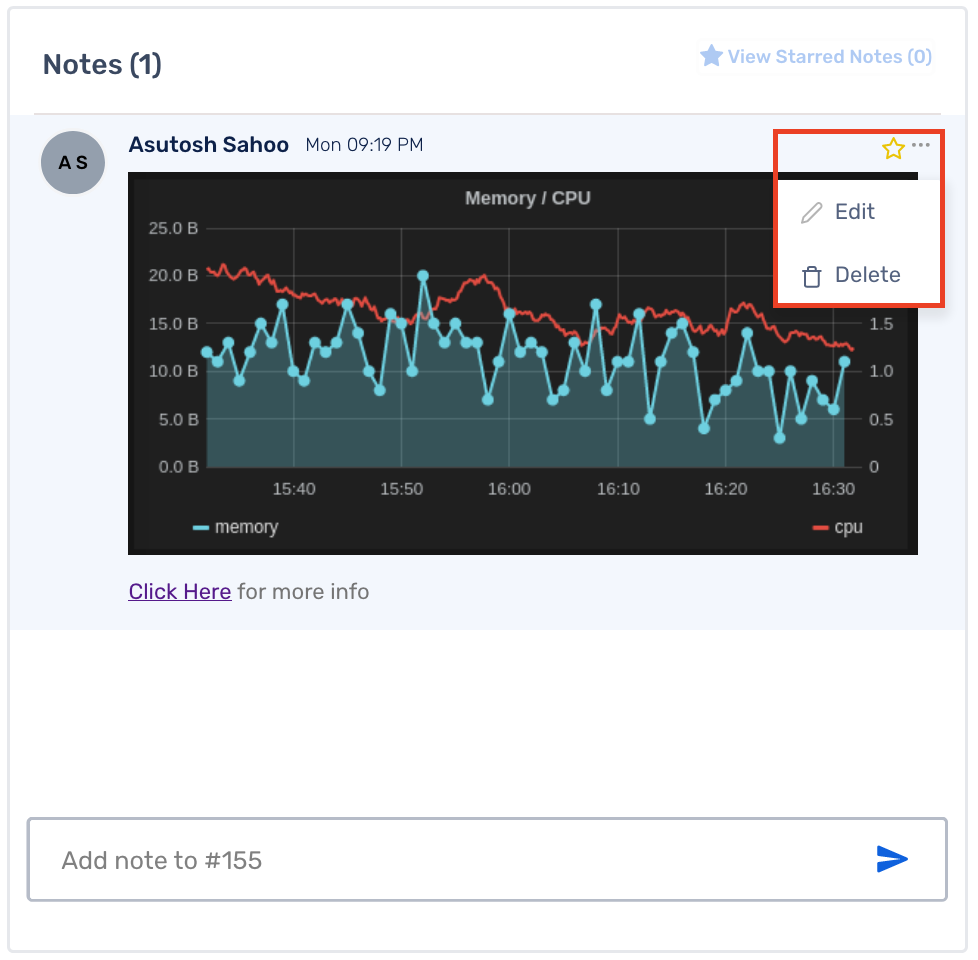 Notes (1)
View Starred Notes (0)
A S
Asutosh Sahoo Mon 09:19 PM
...
Edit
Delete
Memory / CPU
25.0 B
20.0 B
15.0 B 1.5
10.0 B 1.0
5.0 B 0.5
0.0 B 0
15:40 15:50 16:00 16:10 16:20 16:30
memory cpu
Click Here for more info
Add note to #155